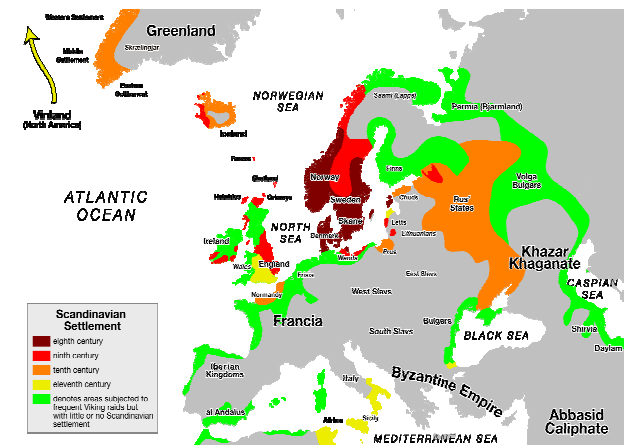 Western Settlement
Greenland
Skrælingjar
Middle
Settlement
Eastern
Settlement
Vinland
(North America)
Iceland
NORWEGIAN
SEA
Saami (Lapps)
Permia (Bjarmland)
Faroes
Shetland
Hebrides
Orkneys
Norway
Sweden
Skane
Denmark
Finns
Chuds
Letts
Lithuanians
Prus
Rus'
States
Volga
Bulgars
ATLANTIC
OCEAN
NORTH
SEA
Ireland
Wales
England
Frisia
Wends
Normandy
East Slavs
West Slavs
South Slavs
Khazar
Khaganate
CASPIAN
SEA
Francia
Bulgars
BLACK SEA
Shirvia
Daylam
Iberian
Kingdoms
al Andalus
Italy
Sicily
Africa
Byzantine Empire
Abbasid
Caliphate
MEDITERRANEAN SEA
Scandinavian
Settlement
eighth century
ninth century
tenth century
eleventh century
denotes areas subjected to
frequent Viking raids but
with little or no Scandinavian
settlement